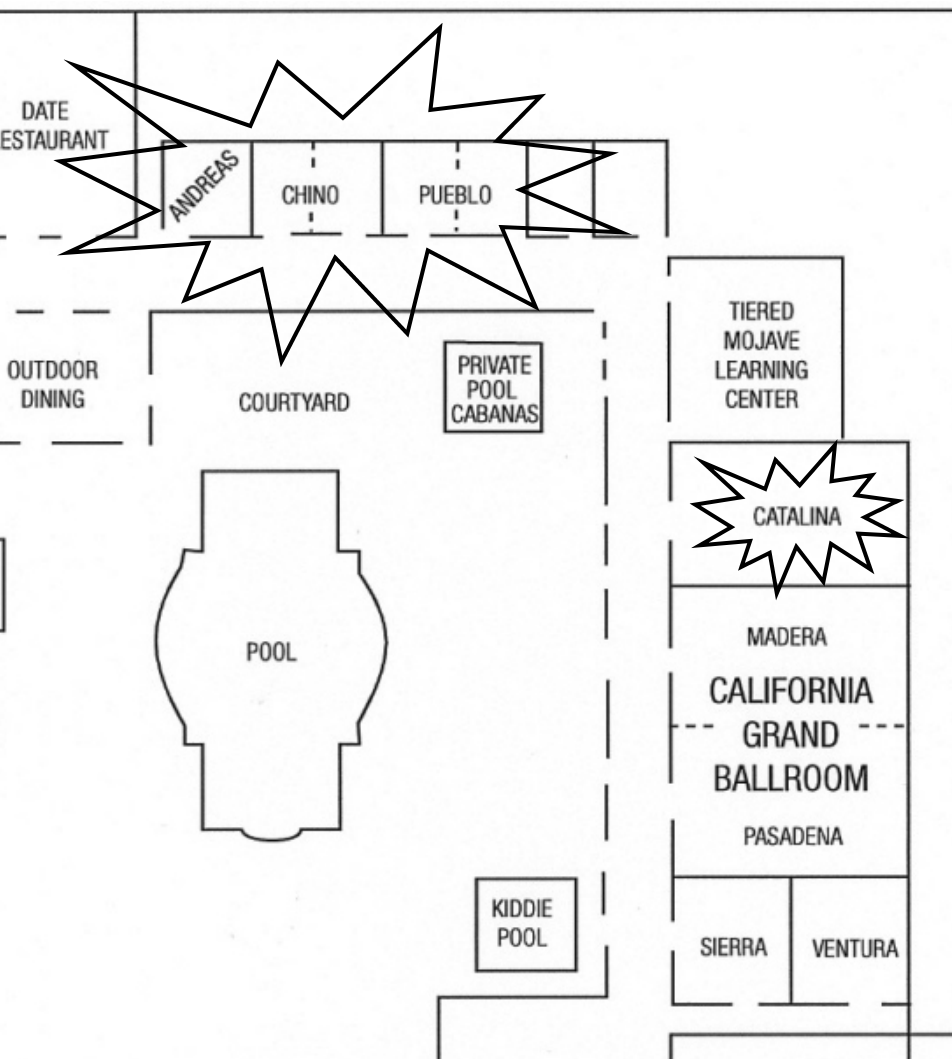 DATE
ESTAURANT
ANDREAS
CHINO
PUEBLO
TIERED
MOJAVE
LEARNING
CENTER
OUTDOOR
DINING
COURTYARD
PRIVATE
POOL
CABANAS
CATALINA
POOL
MADERA
CALIFORNIA
GRAND
BALLROOM
PASADENA
KIDDIE
POOL
SIERRA
VENTURA